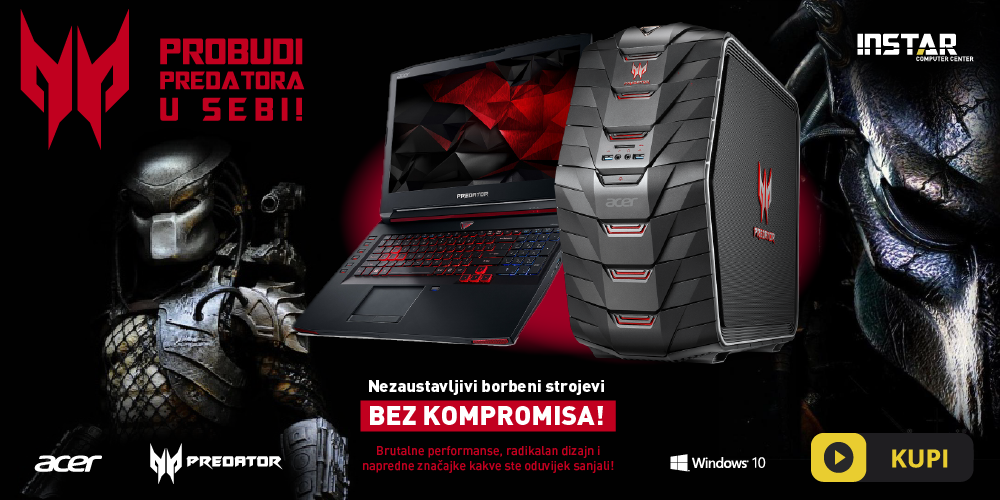 PROBUDI
PREDATORA
U SEBI!
INSTAR
COMPUTER CENTER
PREDATOR
acer
PREDATOR
Nezaustavljivi borbeni strojevi
BEZ KOMPROMISA!
Brutalne performanse, radikalan dizajn i
napredne značajke kakve ste oduvijek sanjali!
acer
PREDATOR
Windows 10
KUPI